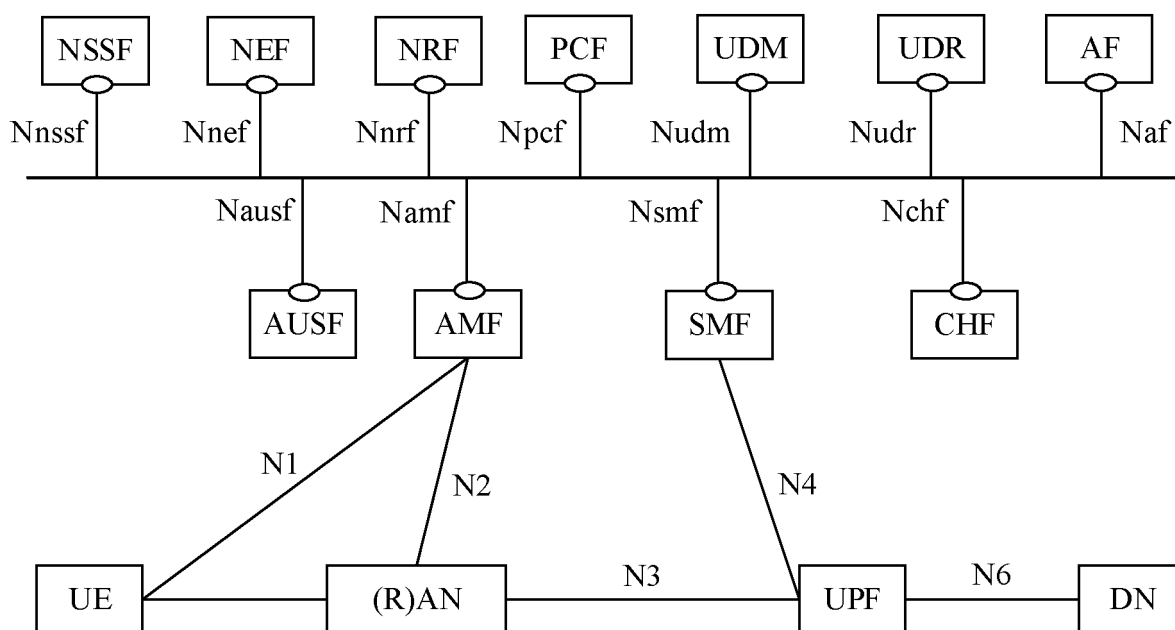 NSSF NEF NRF PCF UDM UDR AF
Nnssf Nnef Nnrf Npcf Nudm Nudr Naf
Nausf Namf Nsmf Nchf
AUSF AMF SMF CHF
N1 N2 N4
N3 N6
UE (R)AN UPF DN